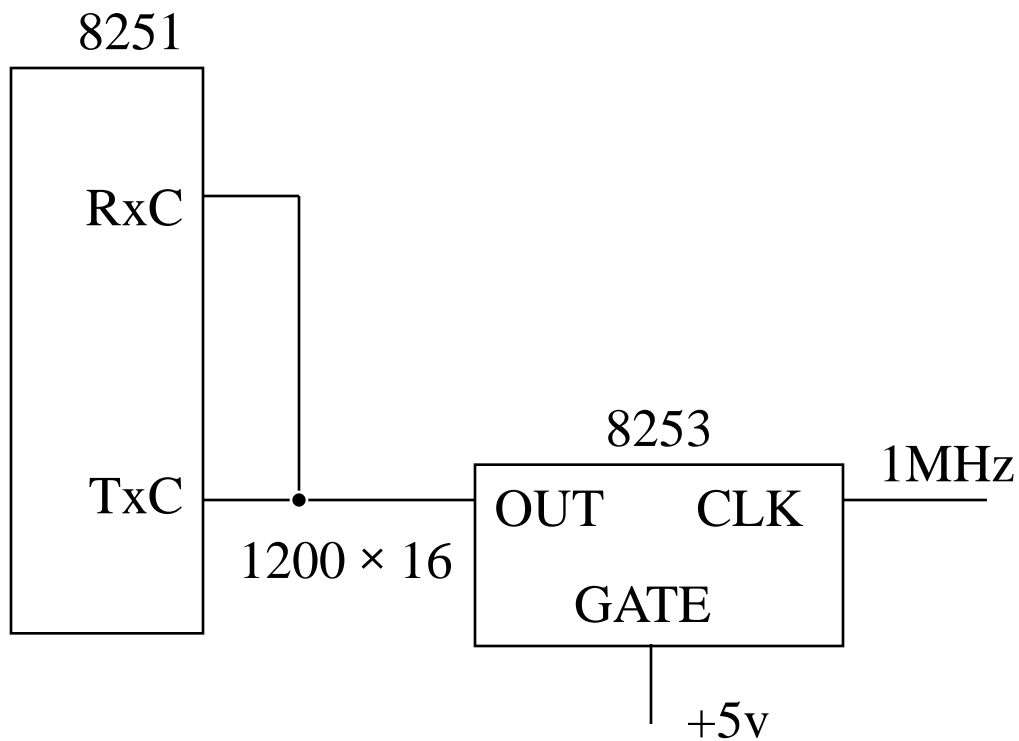 8251
RxC
TxC
1200 × 16
8253
1MHz
OUT CLK
GATE
+5v